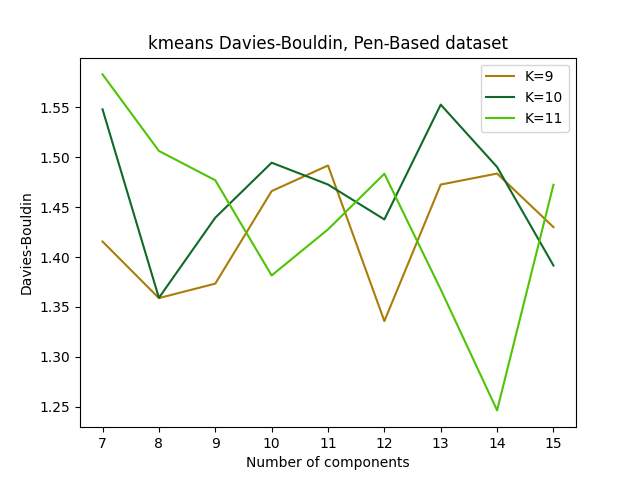 kmeans Davies-Bouldin, Pen-Based dataset
K=9
K=10
K=11
Davies-Bouldin
1.55
1.50
1.45
1.40
1.35
1.30
1.25
7 8 9 10 11 12 13 14 15
Number of components